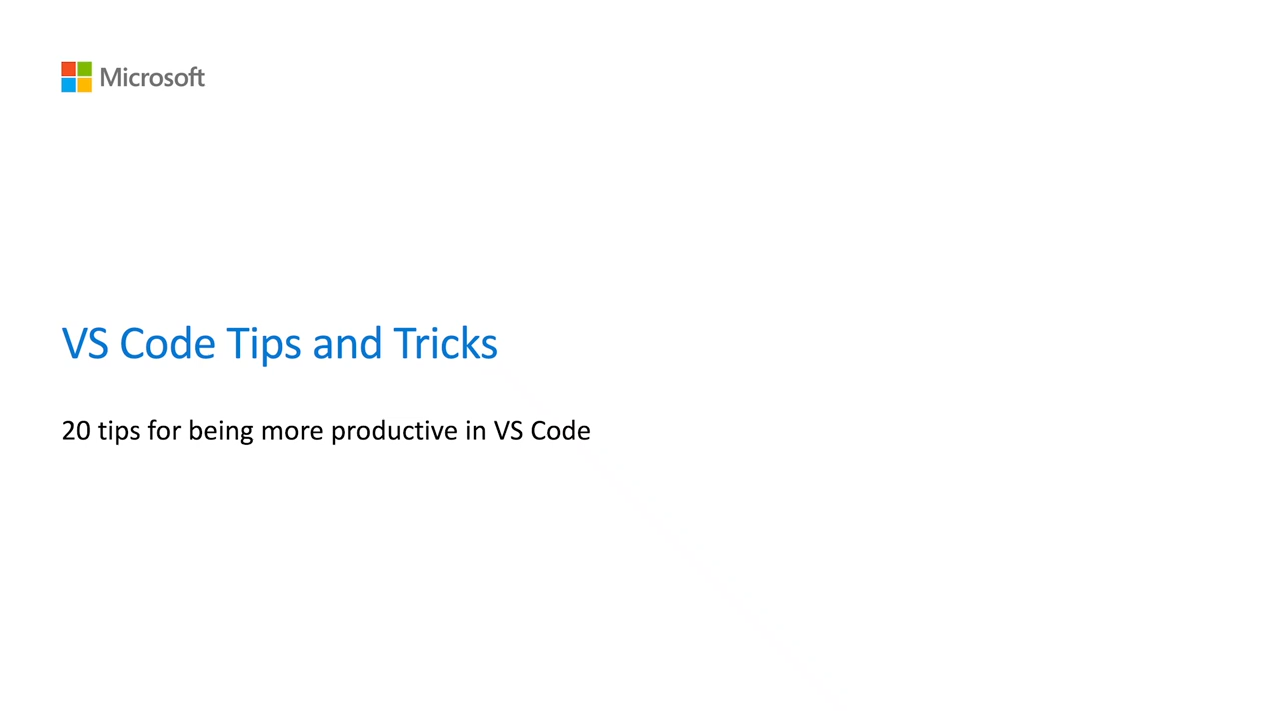 Microsoft
VS Code Tips and Tricks
20 tips for being more productive in VS Code